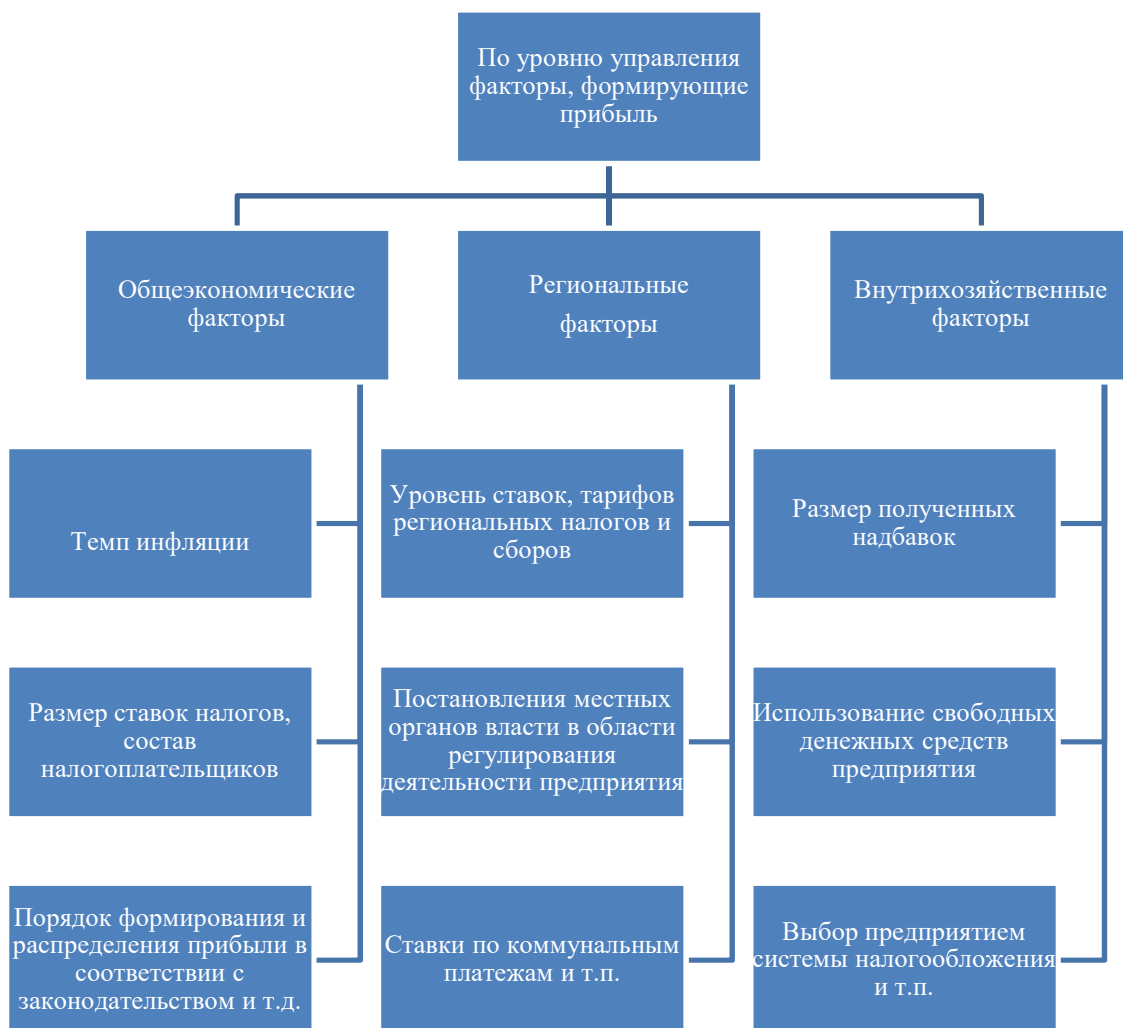 По уровню управления
факторы, формирующие
прибыль
Общеэкономические
факторы
Региональные
факторы
Внутрихозяйственные
факторы
Темп инфляции
Уровень ставок, тарифов
региональных налогов и
сборов
Размер полученных
надбавок
Размер ставок налогов,
состав
налогоплательщиков
Постановления местных
органов власти в области
регулирования
деятельности предприятия
Использование свободных
денежных средств
предприятия
Порядок формирования и
распределения прибыли в
соответствии с
законодательством и т.д.
Ставки по коммунальным
платежам и т.п.
Выбор предприятием
системы налогообложения
и т.п.